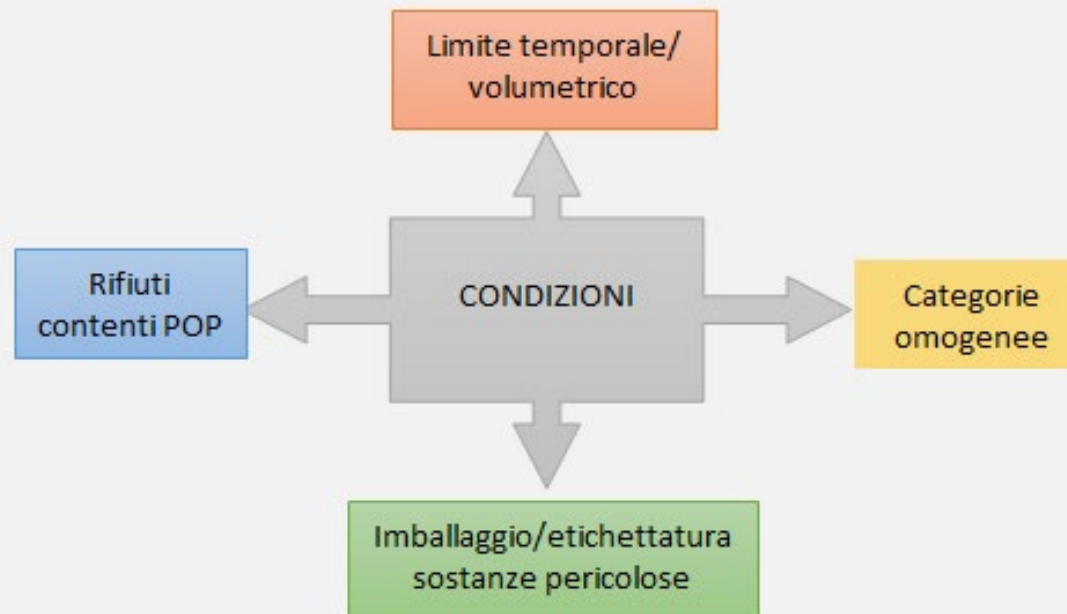 Limite temporale/
volumetrico
Rifiuti
contenti POP
CONDIZIONI
Categorie
omogenee
Imballaggio/etichettatura
sostanze pericolose